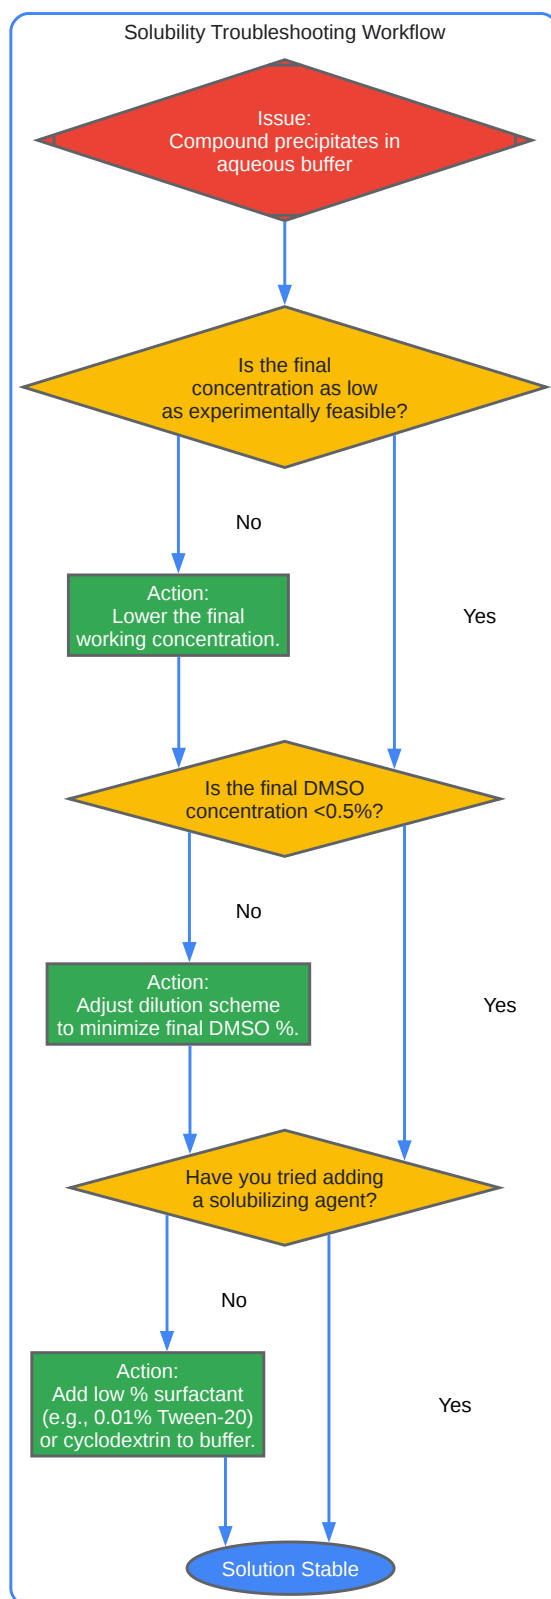 Solubility Troubleshooting Workflow
Issue:
Compound precipitates in
aqueous buffer
Is the final
concentration as low
as experimentally feasible?
No
Action:
Lower the final
working concentration.
Yes
Is the final DMSO
concentration <0.5%?
No
Action:
Adjust dilution scheme
to minimize final DMSO %.
Yes
Have you tried adding
a solubilizing agent?
No
Action:
Add low % surfactant
(e.g., 0.01% Tween-20)
or cyclodextrin to buffer.
Yes
Solution Stable